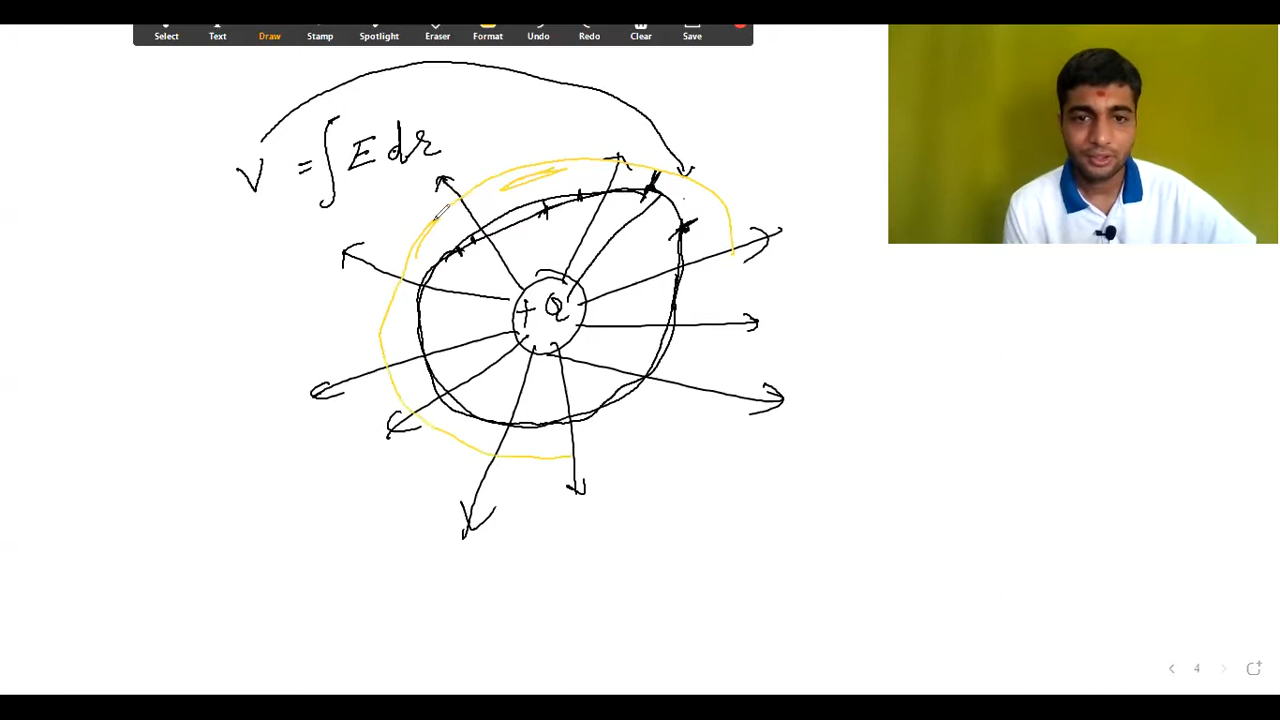 Select Text Draw Stamp Spotlight Eraser Format Undo Redo Clear Save
V = ∫ E dr
+ Q
4